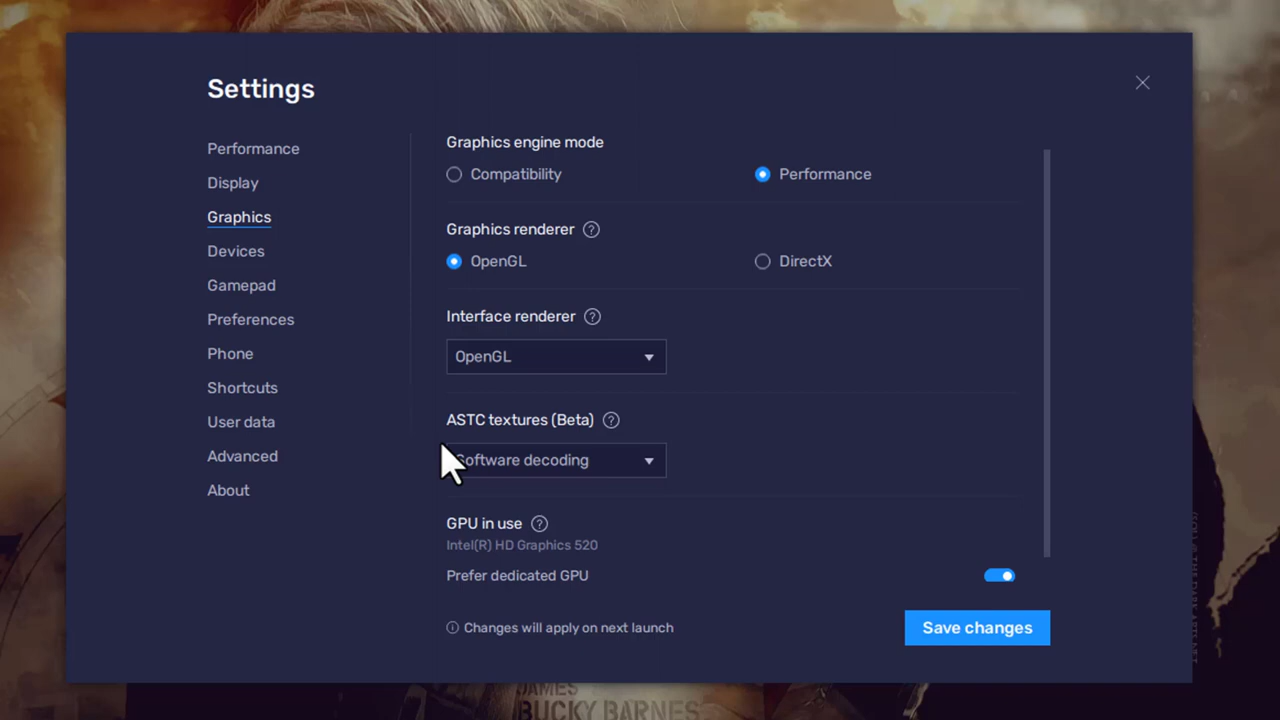 Settings
Performance
Display
Graphics
Devices
Gamepad
Preferences
Phone
Shortcuts
User data
Advanced
About
Graphics engine mode
Compatibility
Performance
Graphics renderer ?
OpenGL
DirectX
Interface renderer ?
OpenGL
ASTC textures (Beta) ?
Software decoding
GPU in use ?
Intel(R) HD Graphics 520
Prefer dedicated GPU
Changes will apply on next launch
Save changes
JAMES
BUCKY BARNES